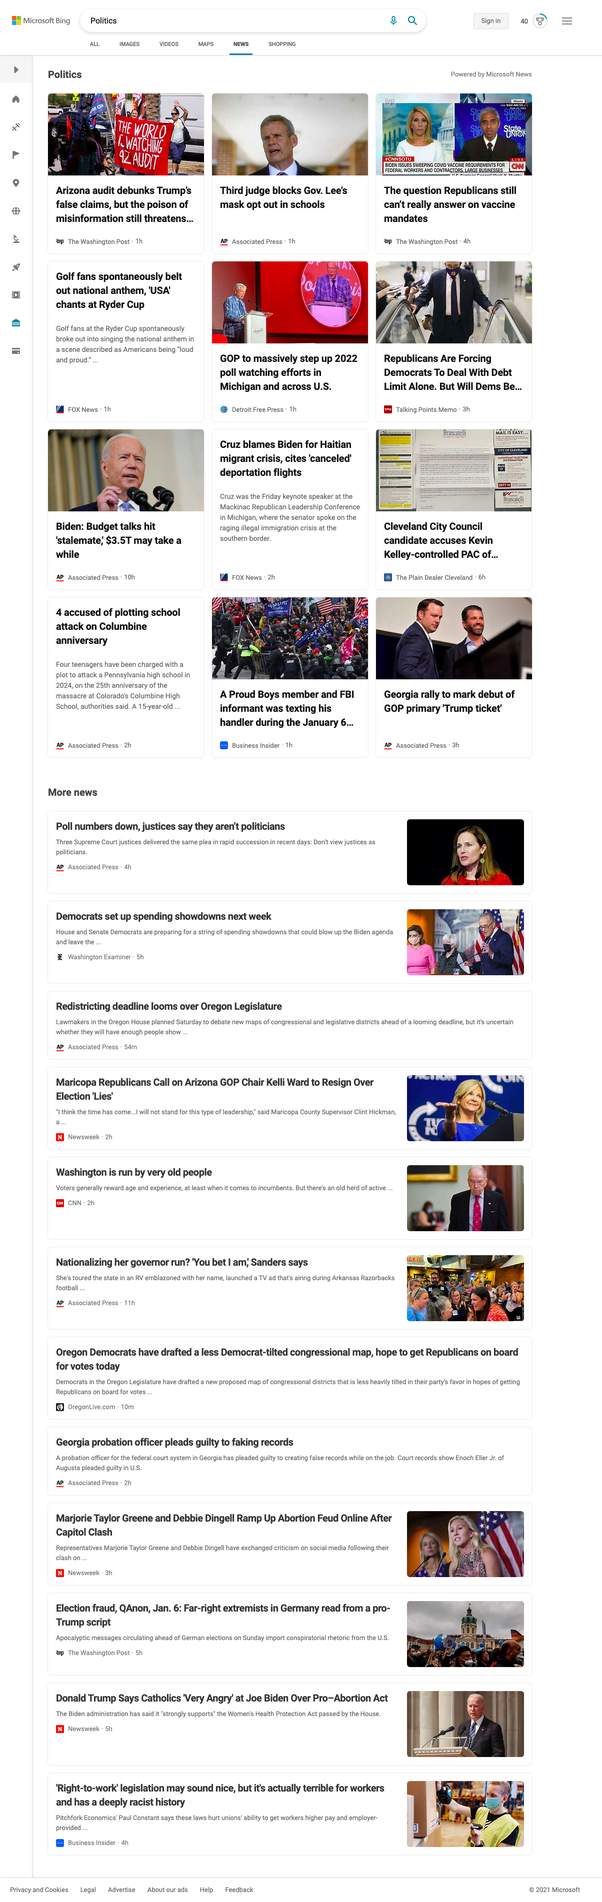 Microsoft Bing
Politics
Sign in
40
ALL
IMAGES
VIDEOS
MAPS
NEWS
SHOPPING
Politics
Powered by Microsoft News
THE WORLD
IS WATCHING
AZ AUDIT
BIDEN ISSUES SWEEPING COVID VACCINE REQUIREMENTS FOR
FEDERAL WORKERS AND CONTRACTORS, LARGE BUSINESSES
CNN
Arizona audit debunks Trump's
false claims, but the poison of
misinformation still threatens...
The Washington Post · 1h
Third judge blocks Gov. Lee's
mask opt out in schools
AP Associated Press · 1h
The question Republicans still
can't really answer on vaccine
mandates
The Washington Post · 4h
Golf fans spontaneously belt
out national anthem, 'USA'
chants at Ryder Cup
Golf fans at the Ryder Cup spontaneously
broke out into singing the national anthem in
a scene described as Americans being "loud
and proud." ...
FOX News · 1h
GOP to massively step up 2022
poll watching efforts in
Michigan and across U.S.
Detroit Free Press · 1h
Republicans Are Forcing
Democrats To Deal With Debt
Limit Alone. But Will Dems Be...
Talking Points Memo · 3h
Biden: Budget talks hit
'stalemate,' $3.5T may take a
while
AP Associated Press · 10h
Cruz blames Biden for Haitian
migrant crisis, cites 'canceled'
deportation flights
Cruz was the Friday keynote speaker at the
Mackinac Republican Leadership Conference
in Michigan, where the senator spoke on the
raging illegal immigration crisis at the
southern border.
FOX News · 2h
Cleveland City Council
candidate accuses Kevin
Kelley-controlled PAC of...
The Plain Dealer Cleveland · 6h
4 accused of plotting school
attack on Columbine
anniversary
Four teenagers have been charged with a
plot to attack a Pennsylvania high school in
2024, on the 25th anniversary of the
massacre at Colorado's Columbine High
School, authorities said. A 15-year-old ...
AP Associated Press · 2h
A Proud Boys member and FBI
informant was texting his
handler during the January 6...
Business Insider · 1h
Georgia rally to mark debut of
GOP primary 'Trump ticket'
AP Associated Press · 3h
More news
Poll numbers down, justices say they aren't politicians
Three Supreme Court justices delivered the same plea in rapid succession in recent days: Don't view justices as
politicians.
AP Associated Press · 4h
Democrats set up spending showdowns next week
House and Senate Democrats are preparing for a string of spending showdowns that could blow up the Biden agenda
and leave the ...
Washington Examiner · 5h
Redistricting deadline looms over Oregon Legislature
Lawmakers in the Oregon House planned Saturday to debate new maps of congressional and legislative districts ahead of a looming deadline, but it's uncertain
whether they will have enough people show ...
AP Associated Press · 54m
Maricopa Republicans Call on Arizona GOP Chair Kelli Ward to Resign Over
Election 'Lies'
"I think the time has come...I will not stand for this type of leadership," said Maricopa County Supervisor Clint Hickman,
a ...
N Newsweek · 2h
Washington is run by very old people
Voters generally reward age and experience, at least when it comes to incumbents. But there's an old herd of active ...
CNN · 2h
Nationalizing her governor run? 'You bet I am,' Sanders says
She's toured the state in an RV emblazoned with her name, launched a TV ad that's airing during Arkansas Razorbacks
football ...
AP Associated Press · 11h
Oregon Democrats have drafted a less Democrat-tilted congressional map, hope to get Republicans on board
for votes today
Democrats in the Oregon Legislature have drafted a new proposed map of congressional districts that is less heavily tilted in their party's favor in hopes of getting
Republicans on board for votes ...
OregonLive.com · 10m
Georgia probation officer pleads guilty to faking records
A probation officer for the federal court system in Georgia has pleaded guilty to creating false records while on the job. Court records show Enoch Eller Jr. of
Augusta pleaded guilty in U.S.
AP Associated Press · 2h
Marjorie Taylor Greene and Debbie Dingell Ramp Up Abortion Feud Online After
Capitol Clash
Representatives Marjorie Taylor Greene and Debbie Dingell have exchanged criticism on social media following their
clash on ...
N Newsweek · 3h
Election fraud, QAnon, Jan. 6: Far-right extremists in Germany read from a pro-
Trump script
Apocalyptic messages circulating ahead of German elections on Sunday import conspiratorial rhetoric from the U.S.
The Washington Post · 5h
Donald Trump Says Catholics 'Very Angry' at Joe Biden Over Pro–Abortion Act
The Biden administration has said it "strongly supports" the Women's Health Protection Act passed by the House.
N Newsweek · 5h
'Right-to-work' legislation may sound nice, but it's actually terrible for workers
and has a deeply racist history
Pitchfork Economics' Paul Constant says these laws hurt unions' ability to get workers higher pay and employer-
provided ...
Business Insider · 4h
Privacy and Cookies
Legal
Advertise
About our ads
Help
Feedback
© 2021 Microsoft